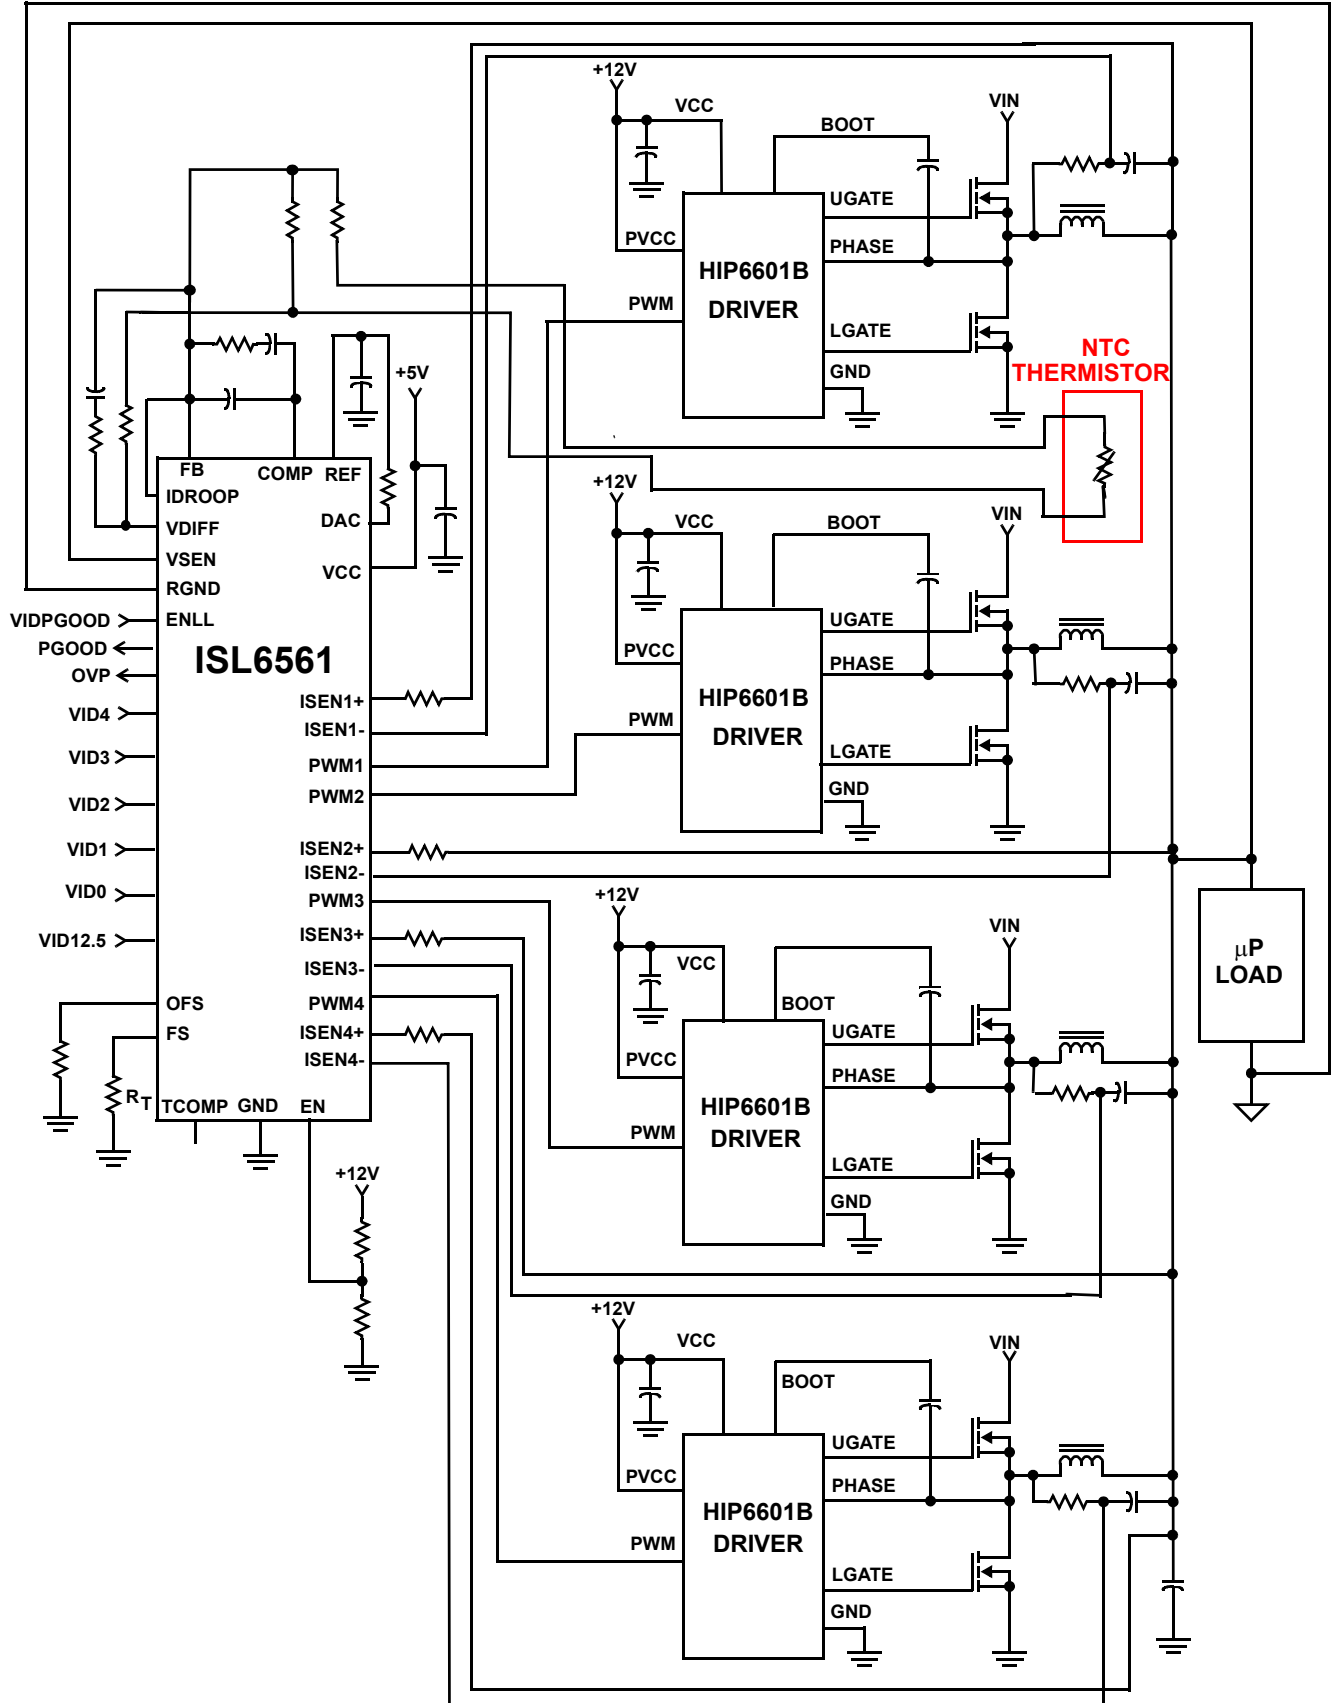 +12V
VCC
BOOT
VIN
UGATE
PVCC
PHASE
HIP6601B
DRIVER
PWM
LGATE
GND
NTC
THERMISTOR
+5V
FB
COMP
REF
IDROOP
VDIFF
DAC
VSEN
VCC
RGND
VIDPGOOD
ENLL
PGOOD
OVP
ISL6561
VID4
VID3
VID2
VID1
VID0
VID12.5
ISEN1+
ISEN1-
PWM1
PWM2
ISEN2+
ISEN2-
PWM3
ISEN3+
ISEN3-
PWM4
ISEN4+
ISEN4-
OFS
FS
RT
TCOMP
GND
EN
+12V
+12V
VCC
BOOT
VIN
UGATE
PVCC
PHASE
HIP6601B
DRIVER
PWM
LGATE
GND
+12V
VCC
BOOT
VIN
UGATE
PVCC
PHASE
HIP6601B
DRIVER
PWM
LGATE
GND
μP
LOAD
+12V
VCC
BOOT
VIN
UGATE
PVCC
PHASE
HIP6601B
DRIVER
PWM
LGATE
GND